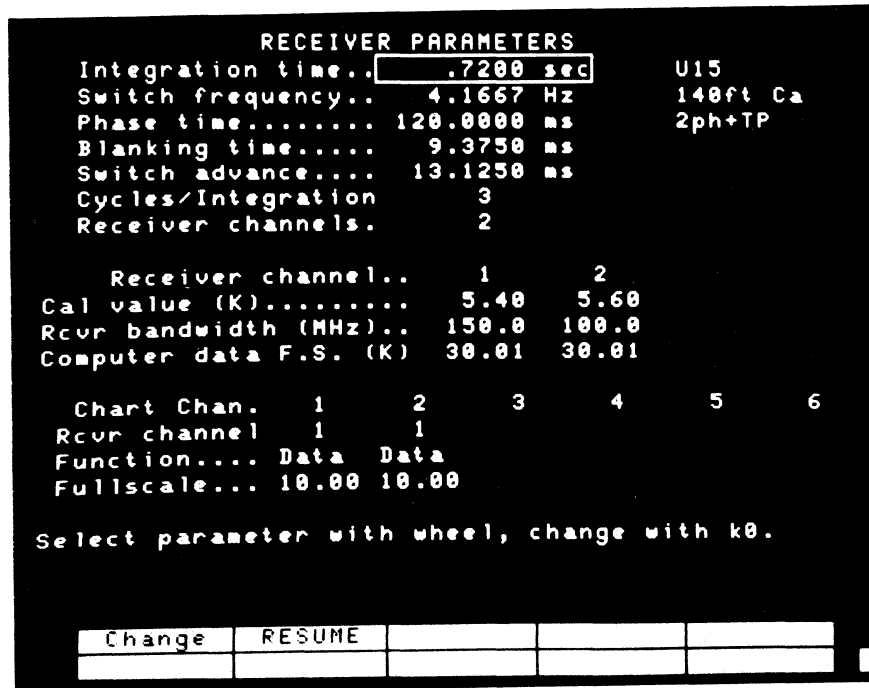 RECEIVER PARAMETERS
Integration time.. .7200 sec U15
Switch frequency.. 4.1667 Hz 140ft Ca
Phase time........ 120.0000 ms 2ph+TP
Blanking time..... 9.3750 ms
Switch advance.... 13.1250 ms
Cycles/Integration 3
Receiver channels. 2
Receiver channel.. 1 2
Cal value (K)......... 5.40 5.60
Rcvr bandwidth (MHz).. 150.0 100.0
Computer data F.S. (K) 30.01 30.01
Chart Chan. 1 2 3 4 5 6
Rcvr channel 1 1
Function.... Data Data
Fullscale... 10.00 10.00
Select parameter with wheel, change with k0.
Change RESUME